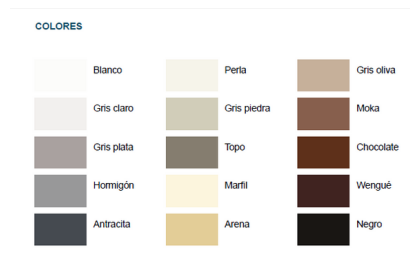 COLORES
Blanco
Perla
Gris oliva
Gris claro
Gris piedra
Moka
Gris plata
Topo
Chocolate
Hormigón
Marfil
Wengué
Antracita
Arena
Negro